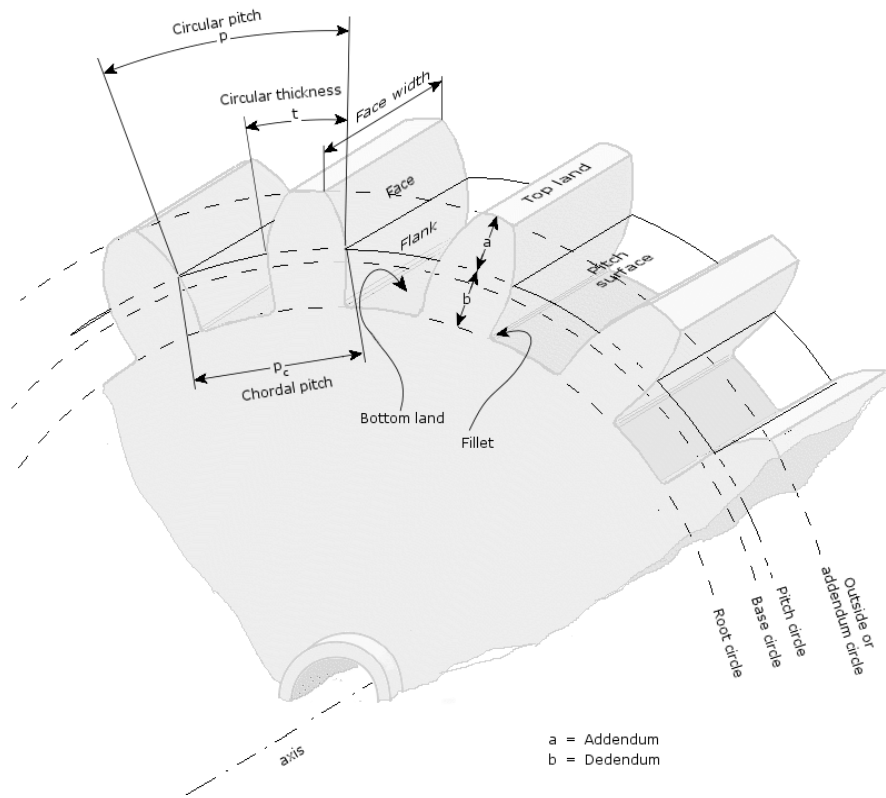 Circular pitch
p
Circular thickness
t
Face width
Face
Flank
Top land
a
b
Pitch
surface
p c
Chordal pitch
Bottom land
Fillet
Outside or
addendum circle
Pitch circle
Base circle
Root circle
axis
a = Addendum
b = Dedendum